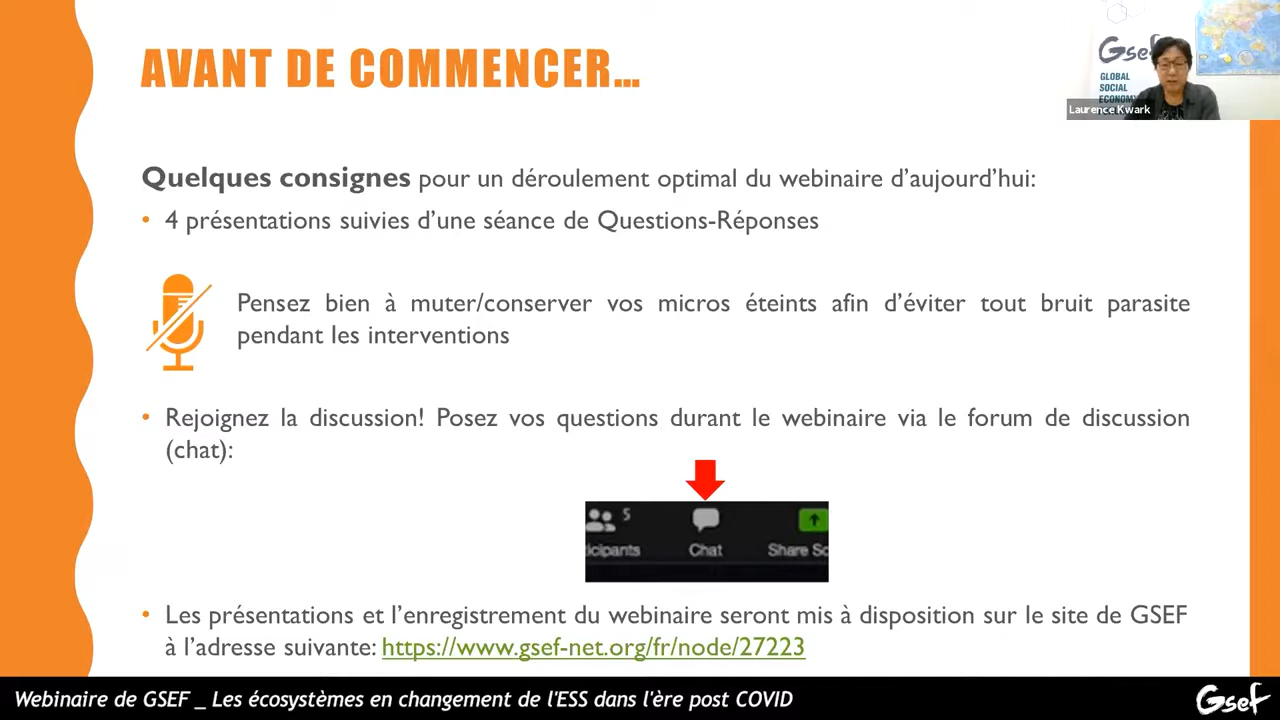 AVANT DE COMMENCER…
Gsef
GLOBAL
SOCIAL
ECONOMY
Laurence Kwark
Quelques consignes pour un déroulement optimal du webinaire d’aujourd’hui:
• 4 présentations suivies d’une séance de Questions-Réponses
Pensez bien à muter/conserver vos micros éteints afin d’éviter tout bruit parasite
pendant les interventions
• Rejoignez la discussion! Posez vos questions durant le webinaire via le forum de discussion
(chat):
5
icipants Chat Share Sc
• Les présentations et l’enregistrement du webinaire seront mis à disposition sur le site de GSEF
à l’adresse suivante: https://www.gsef-net.org/fr/node/27223
Webinaire de GSEF _ Les écosystèmes en changement de l'ESS dans l'ère post COVID
Gsef